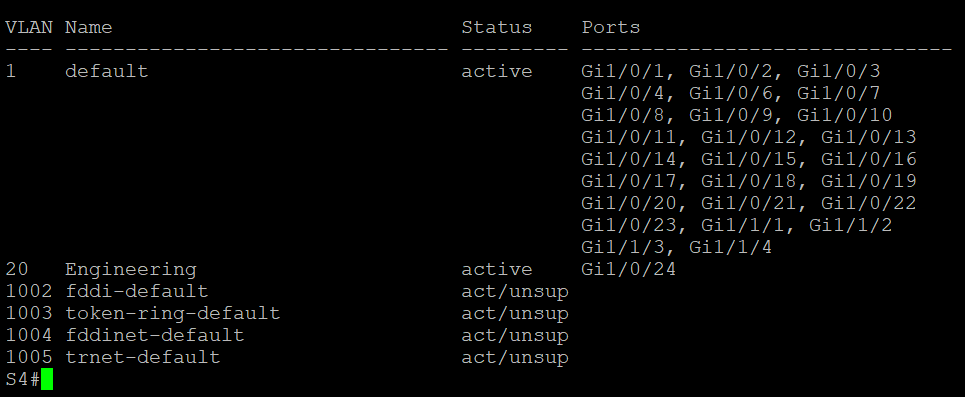 VLAN Name                             Status    Ports
---- -------------------------------- --------- -------------------------------
1    default                          active    Gi1/0/1, Gi1/0/2, Gi1/0/3
                                                Gi1/0/4, Gi1/0/6, Gi1/0/7
                                                Gi1/0/8, Gi1/0/9, Gi1/0/10
                                                Gi1/0/11, Gi1/0/12, Gi1/0/13
                                                Gi1/0/14, Gi1/0/15, Gi1/0/16
                                                Gi1/0/17, Gi1/0/18, Gi1/0/19
                                                Gi1/0/20, Gi1/0/21, Gi1/0/22
                                                Gi1/0/23, Gi1/1/1, Gi1/1/2
                                                Gi1/1/3, Gi1/1/4
20   Engineering                      active    Gi1/0/24
1002 fddi-default                     act/unsup
1003 token-ring-default               act/unsup
1004 fddinet-default                  act/unsup
1005 trnet-default                    act/unsup
S4#